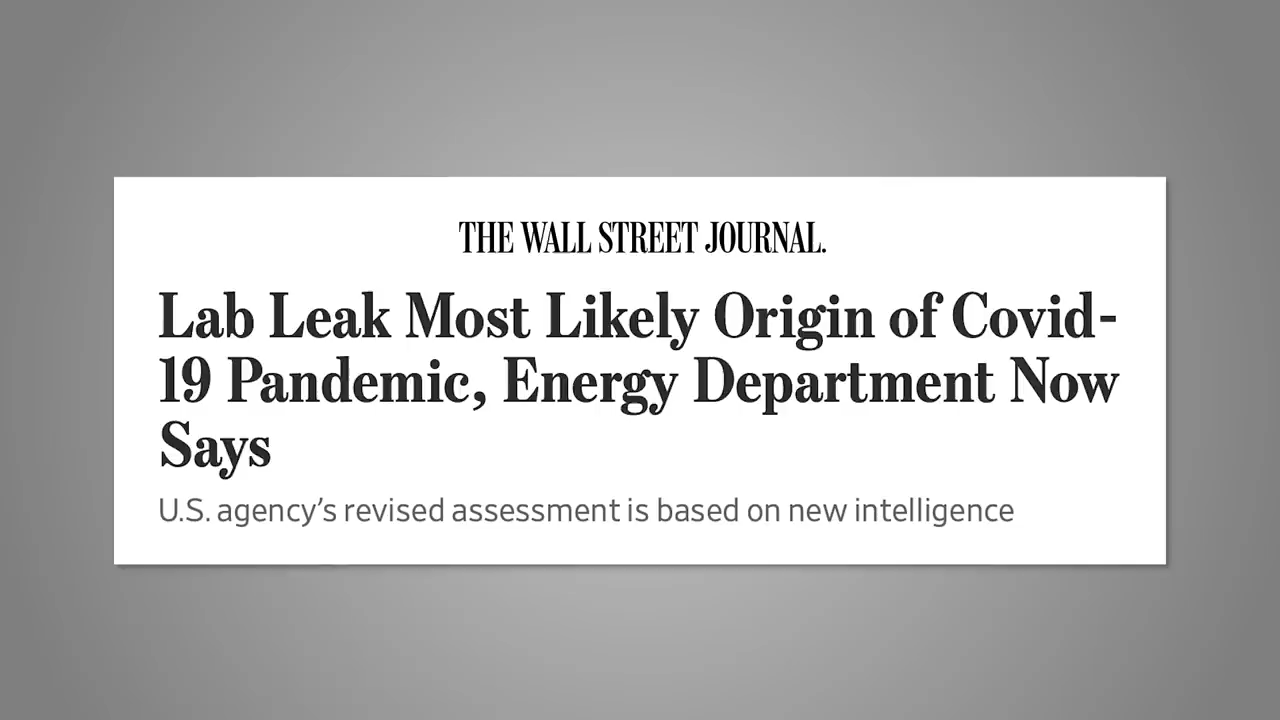 THE WALL STREET JOURNAL.
Lab Leak Most Likely Origin of Covid-
19 Pandemic, Energy Department Now
Says
U.S. agency’s revised assessment is based on new intelligence